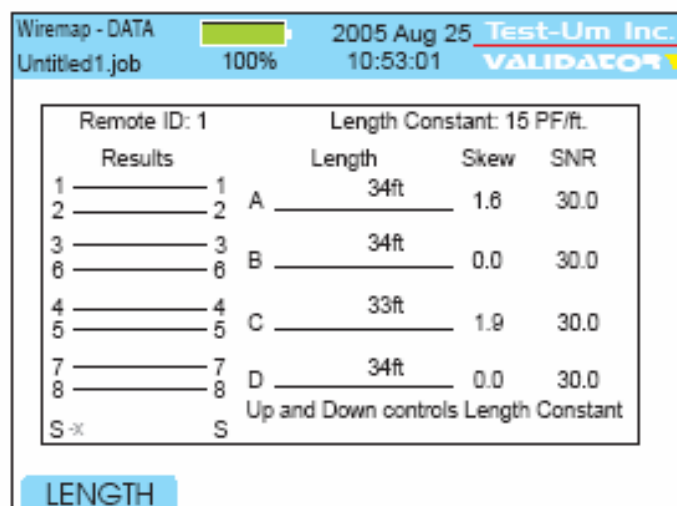 Wiremap - DATA 2005 Aug 25 Test-Um Inc.
Untitled1.job 100% 10:53:01 VALIDATOR
Remote ID: 1 Length Constant: 15 PF/ft.
Results Length Skew SNR
1 1
2 2
A 34ft 1.6 30.0
3 3
6 6
B 34ft 0.0 30.0
4 4
5 5
C 33ft 1.9 30.0
7 7
8 8
D 34ft 0.0 30.0
Up and Down controls Length Constant
S -x S
LENGTH